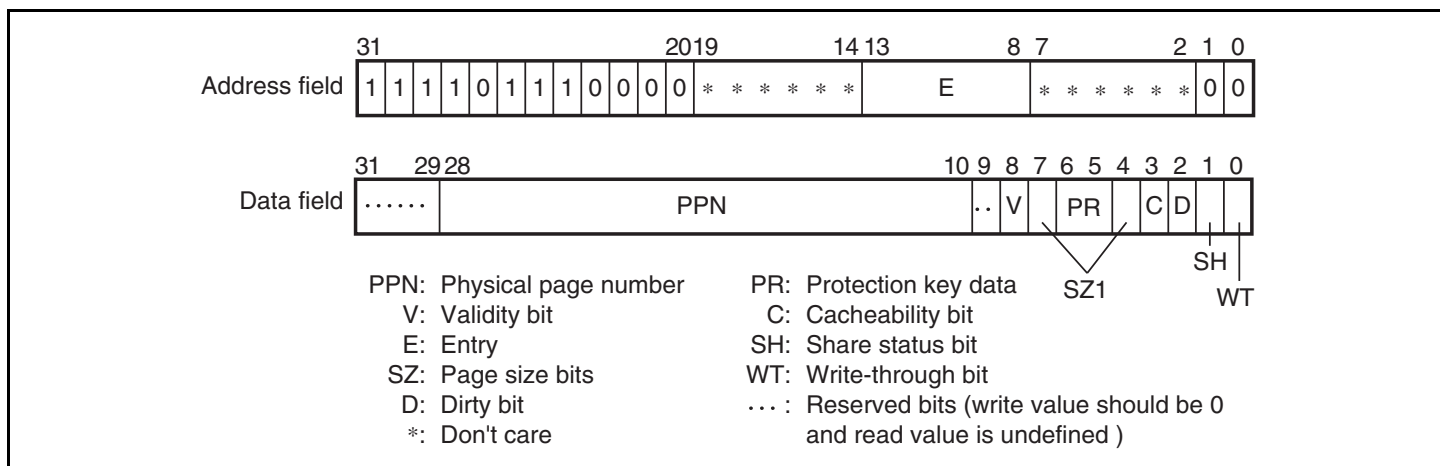 31 2019 14 13 8 7 2 1 0
Address field 1 1 1 1 0 1 1 1 0 0 0 0 * * * * * * E * * * * * * 0 0
31 29 28 10 9 8 7 6 5 4 3 2 1 0
Data field ······ PPN ·· V PR C D
SH
SZ1
WT
PPN: Physical page number
V: Validity bit
E: Entry
SZ: Page size bits
D: Dirty bit
*: Don't care
PR: Protection key data
C: Cacheability bit
SH: Share status bit
WT: Write-through bit
··· : Reserved bits (write value should be 0
and read value is undefined )